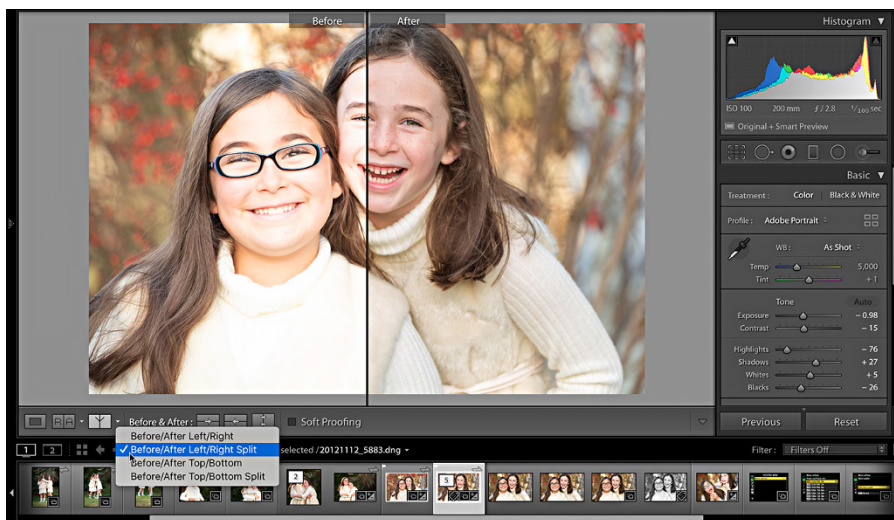 Before After
Histogram
ISO 100 200 mm ƒ / 2.8 1/100 sec
Original + Smart Preview
Basic
Treatment : Color Black & White
Profile : Adobe Portrait
WB : As Shot
Temp 5,000
Tint + 1
Tone Auto
Exposure – 0.98
Contrast – 15
Highlights – 76
Shadows + 27
Whites + 5
Blacks – 26
R A Before & After : Soft Proofing
Previous Reset
Before/After Left/Right
Before/After Left/Right Split
Before/After Top/Bottom
Before/After Top/Bottom Split
1 2 selected /20121112_5883.dng Filter : Filters Off
2
5